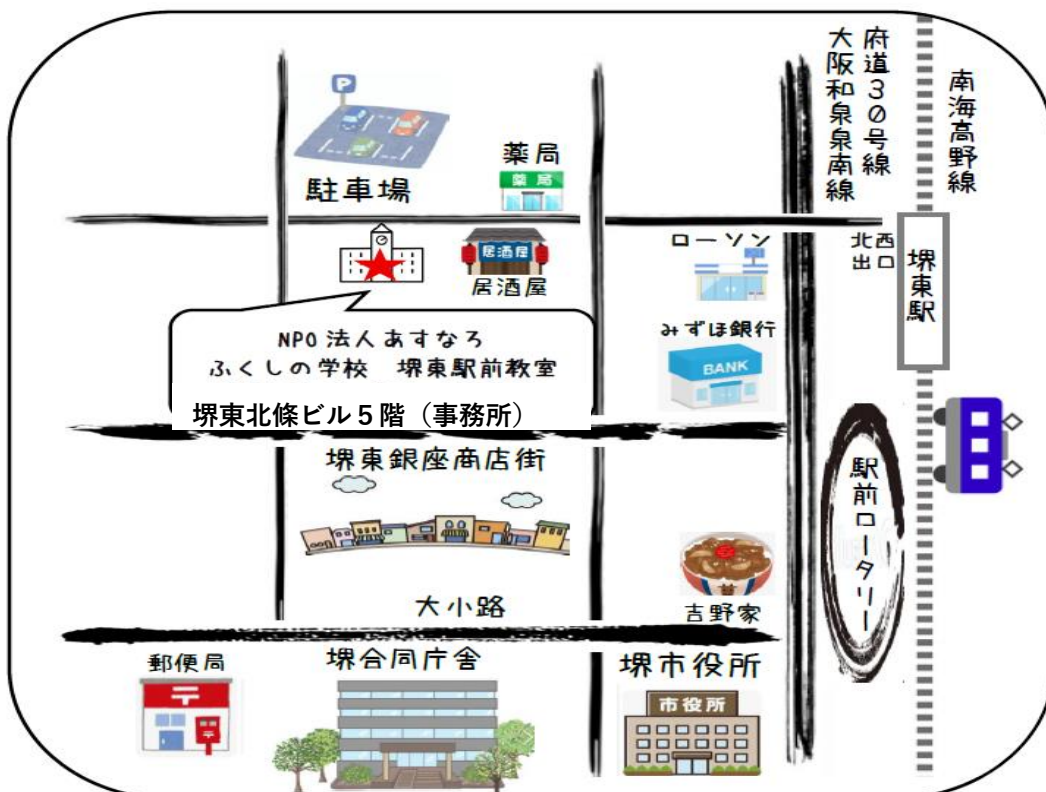 府道30号線
大阪和泉泉南線
南海高野線
P
薬局
薬局
駐車場
居酒屋
居酒屋
ローソン
北西
出口
堺東駅
NPO法人あすなろ
ふくしの学校 堺東駅前教室
堺東北條ビル5階(事務所)
みずほ銀行
BANK
堺東銀座商店街
駅前ロータリー
大小路
吉野家
郵便局
〒
堺合同庁舎
堺市役所
市役所